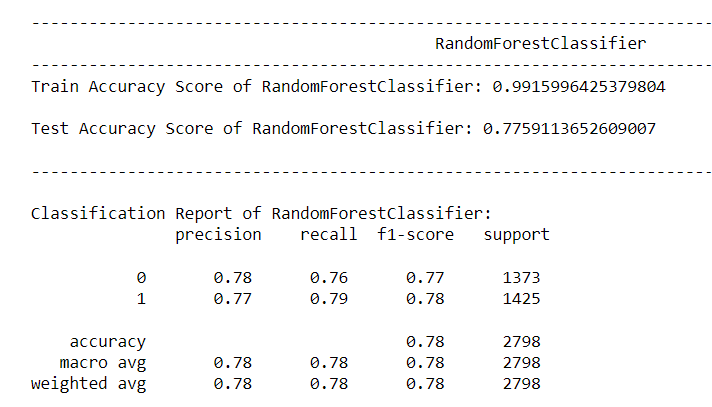 RandomForestClassifier
Train Accuracy Score of RandomForestClassifier: 0.9915996425379804
Test Accuracy Score of RandomForestClassifier: 0.7759113652609007
Classification Report of RandomForestClassifier:
precision recall f1-score support
0 0.78 0.76 0.77 1373
1 0.77 0.79 0.78 1425
accuracy 0.78 2798
macro avg 0.78 0.78 0.78 2798
weighted avg 0.78 0.78 0.78 2798